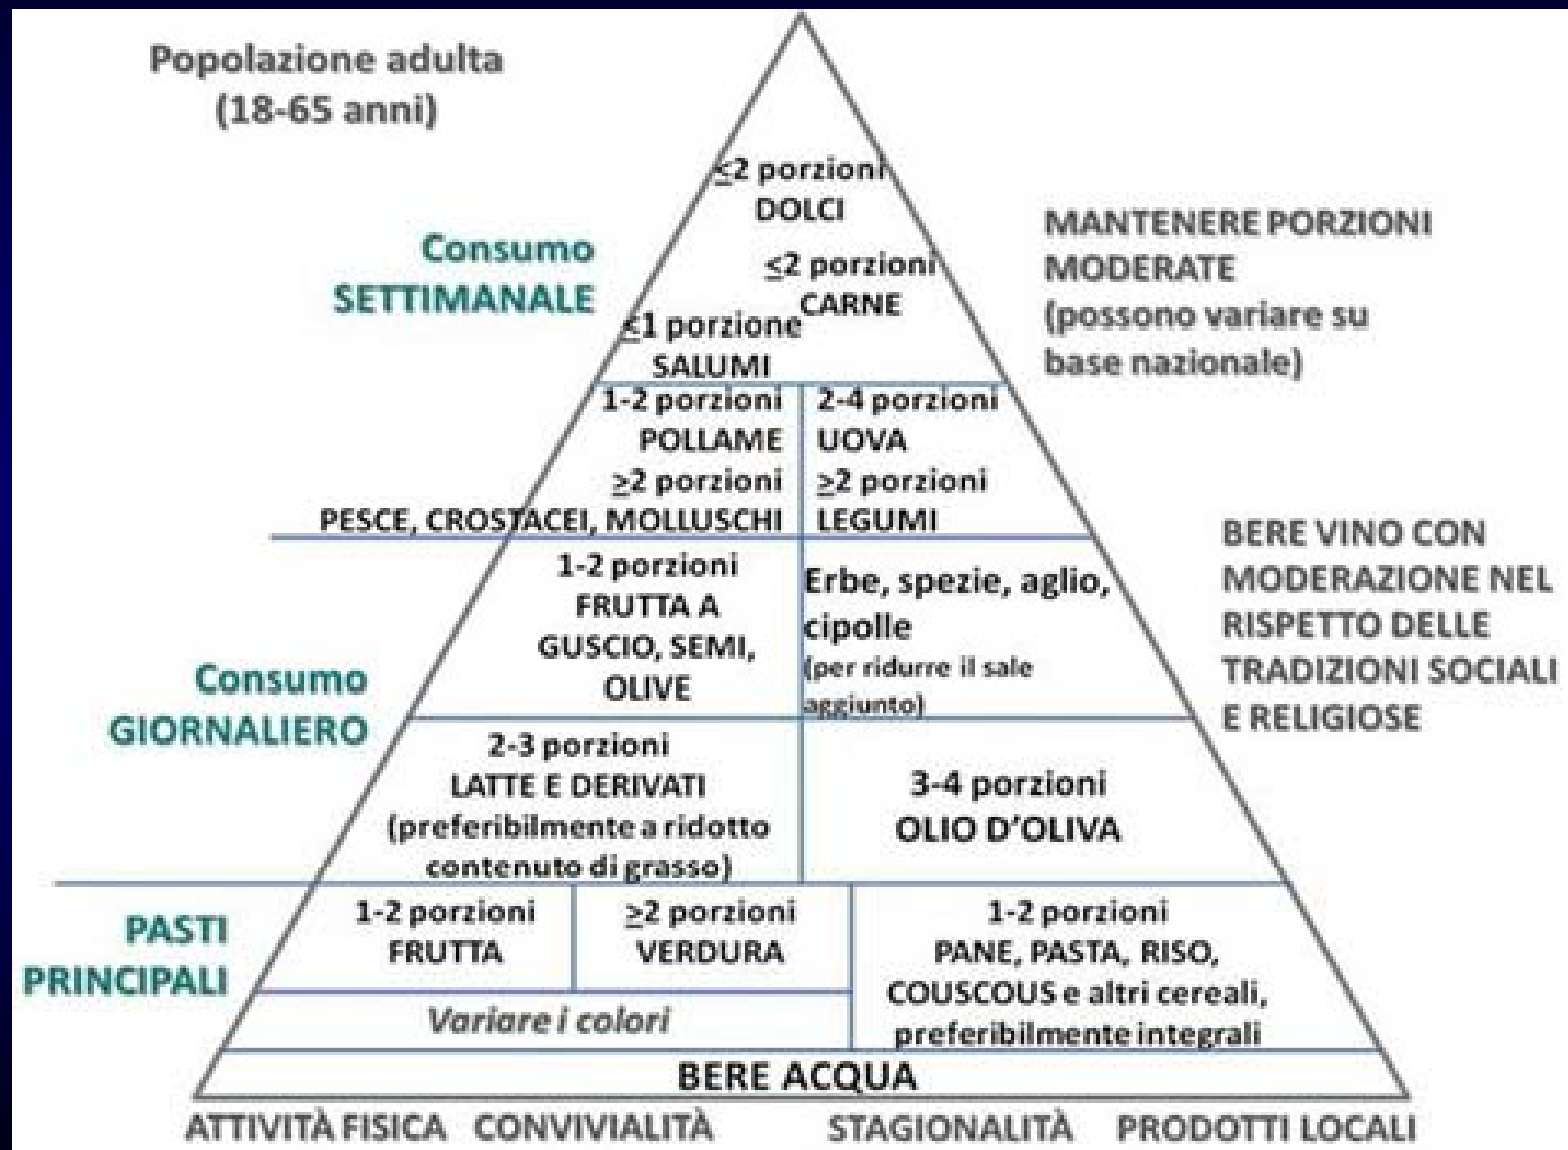 Popolazione adulta
(18-65 anni)
≤2 porzioni
DOLCI
Consumo
SETTIMANALE
≤2 porzioni
CARNE
≤1 porzione
SALUMI
MANTENERE PORZIONI
MODERATE
(possono variare su
base nazionale)
1-2 porzioni
POLLAME
≥2 porzioni
PESCE, CROSTACEI, MOLLUSCHI
2-4 porzioni
UOVA
≥2 porzioni
LEGUMI
BERE VINO CON
MODERAZIONE NEL
RISPETTO DELLE
TRADIZIONI SOCIALI
E RELIGIOSE
Consumo
GIORNALIERO
1-2 porzioni
FRUTTA A
GUSCIO, SEMI,
OLIVE
Erbe, spezie, aglio,
cipolle
(per ridurre il sale
aggiunto)
2-3 porzioni
LATTE E DERIVATI
(preferibilmente a ridotto
contenuto di grasso)
3-4 porzioni
OLIO D'OLIVA
PASTI
PRINCIPALI
1-2 porzioni
FRUTTA
≥2 porzioni
VERDURA
Variare i colori
1-2 porzioni
PANE, PASTA, RISO,
COUSCOUS e altri cereali,
preferibilmente integrali
BERE ACQUA
ATTIVITÀ FISICA CONVIVIALITÀ STAGIONALITÀ PRODOTTI LOCALI